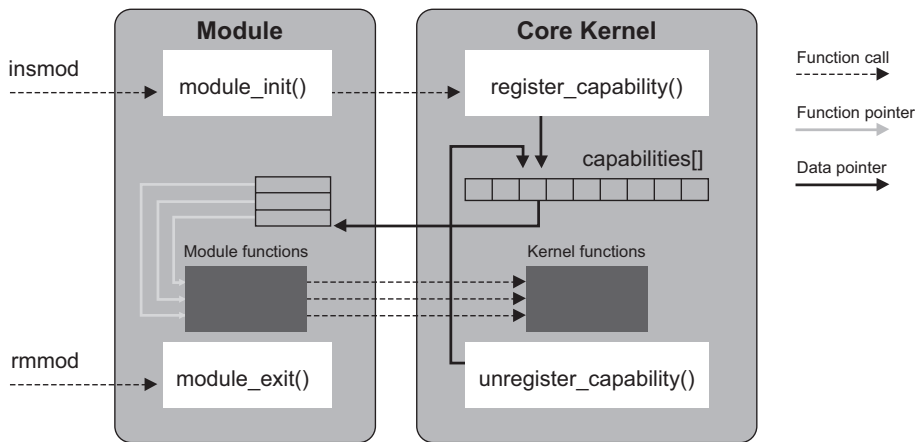 Module
Core Kernel
insmod
module_init()
register_capability()
Function call
Function pointer
Data pointer
capabilities[]
Module functions
Kernel functions
rmmod
module_exit()
unregister_capability()